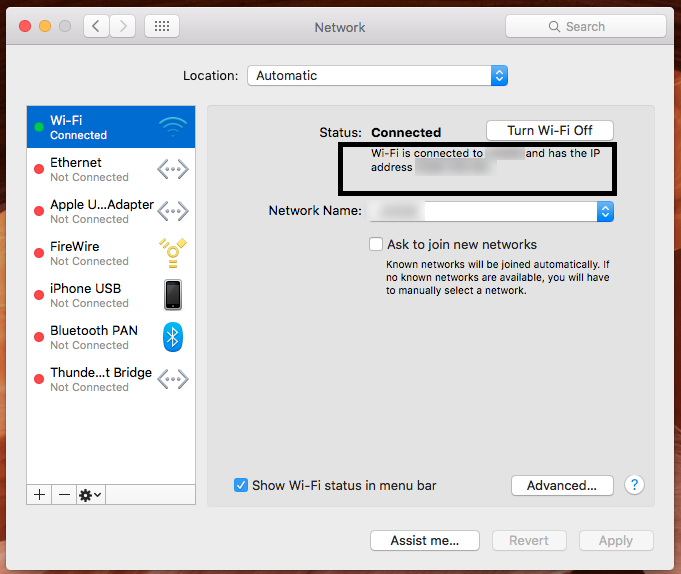 Network
Search
Location: Automatic
Wi-Fi
Connected
Ethernet
Not Connected
Apple U...Adapter
Not Connected
FireWire
Not Connected
iPhone USB
Not Connected
Bluetooth PAN
Not Connected
Thunde...t Bridge
Not Connected
Status: Connected
Turn Wi-Fi Off
Wi-Fi is connected to and has the IP
address
Network Name:
Ask to join new networks
Known networks will be joined automatically. If
no known networks are available, you will have
to manually select a network.
Show Wi-Fi status in menu bar
Advanced...
?
Assist me...
Revert
Apply